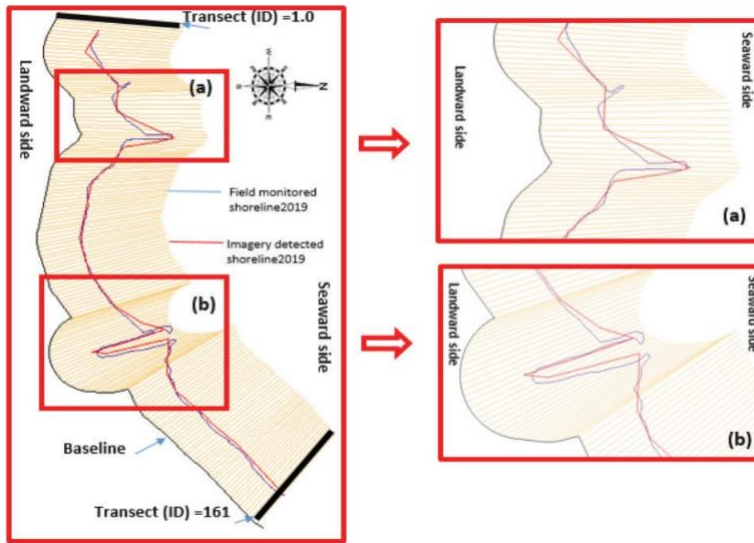 Transect (ID) =1.0
Landward side
(a)
W
N
E
Field monitored
shoreline2019
Imagery detected
shoreline2019
Seaward side
(b)
Baseline
Transect (ID) =161
Landward side
Seaward side
(a)
Landward side
Seaward side
(b)